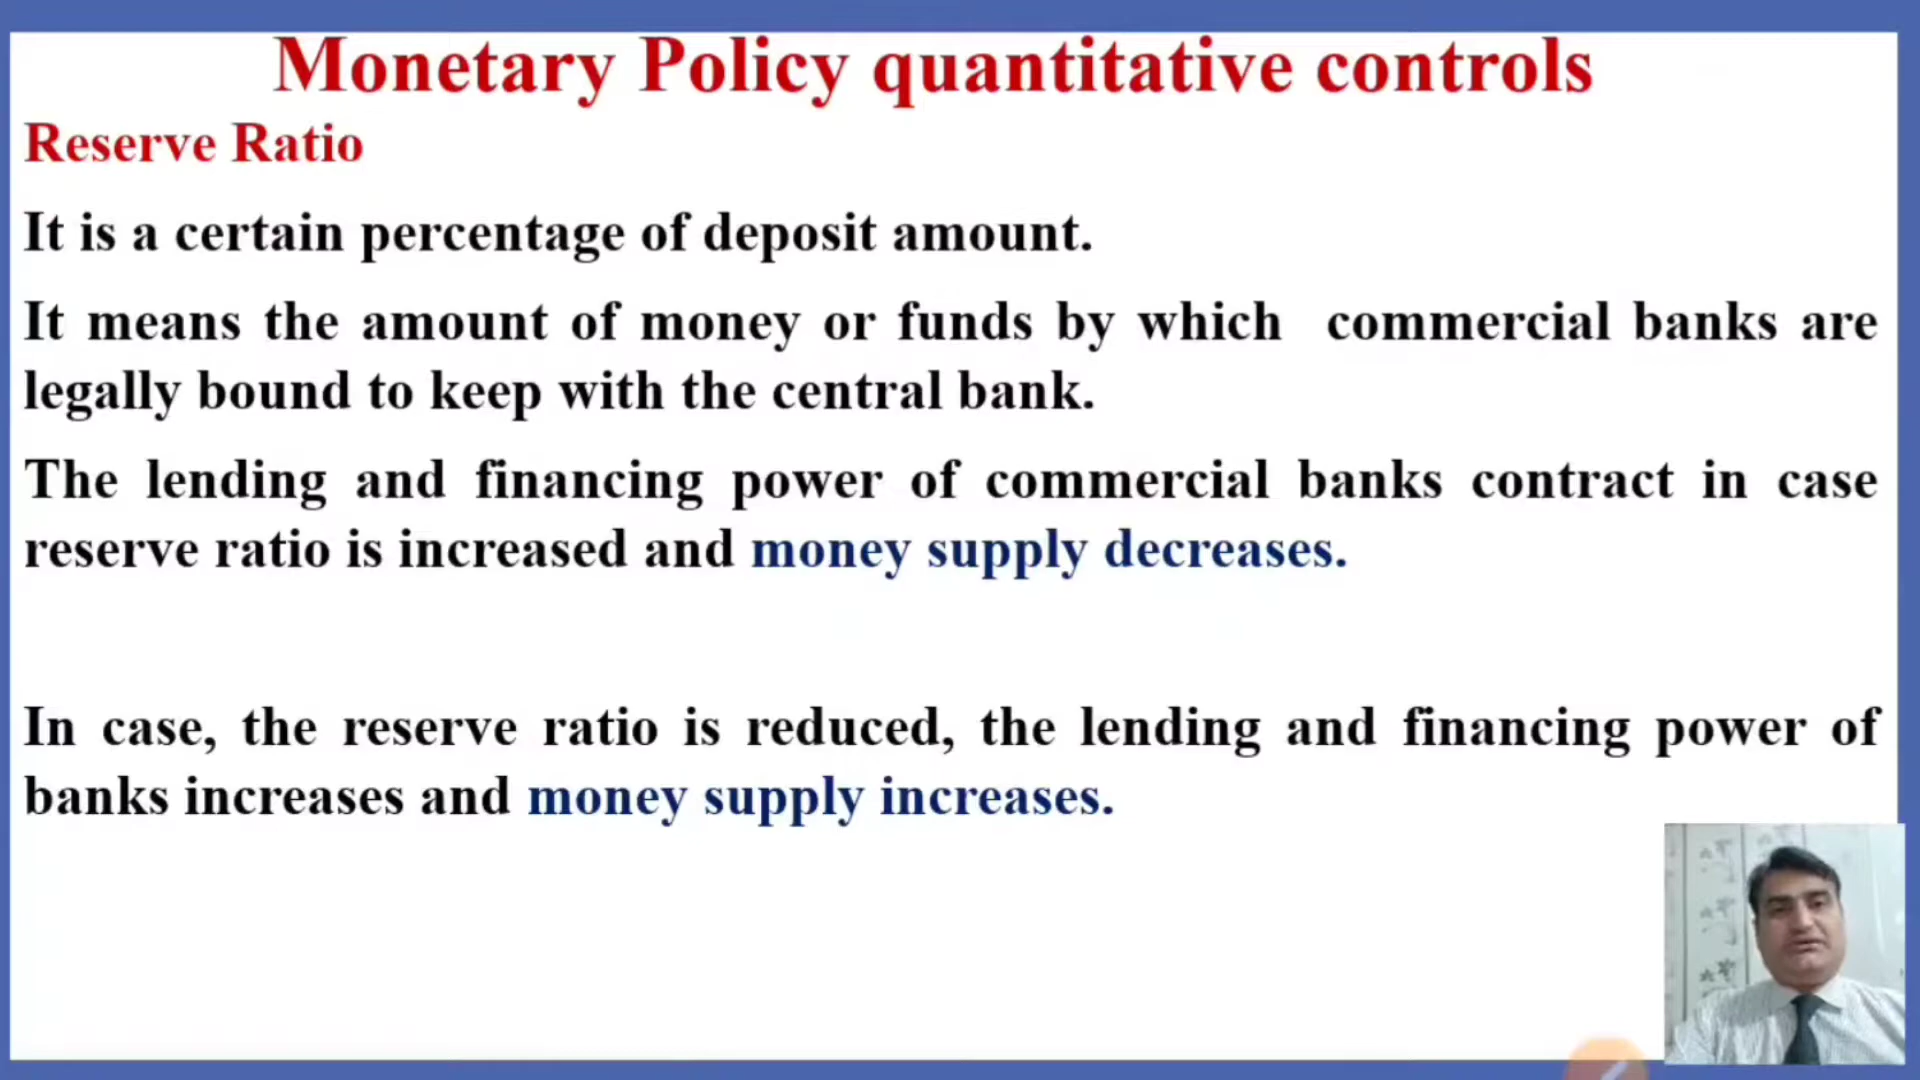 Monetary Policy quantitative controls
Reserve Ratio
It is a certain percentage of deposit amount.
It means the amount of money or funds by which commercial banks are
legally bound to keep with the central bank.
The lending and financing power of commercial banks contract in case
reserve ratio is increased and money supply decreases.
In case, the reserve ratio is reduced, the lending and financing power of
banks increases and money supply increases.